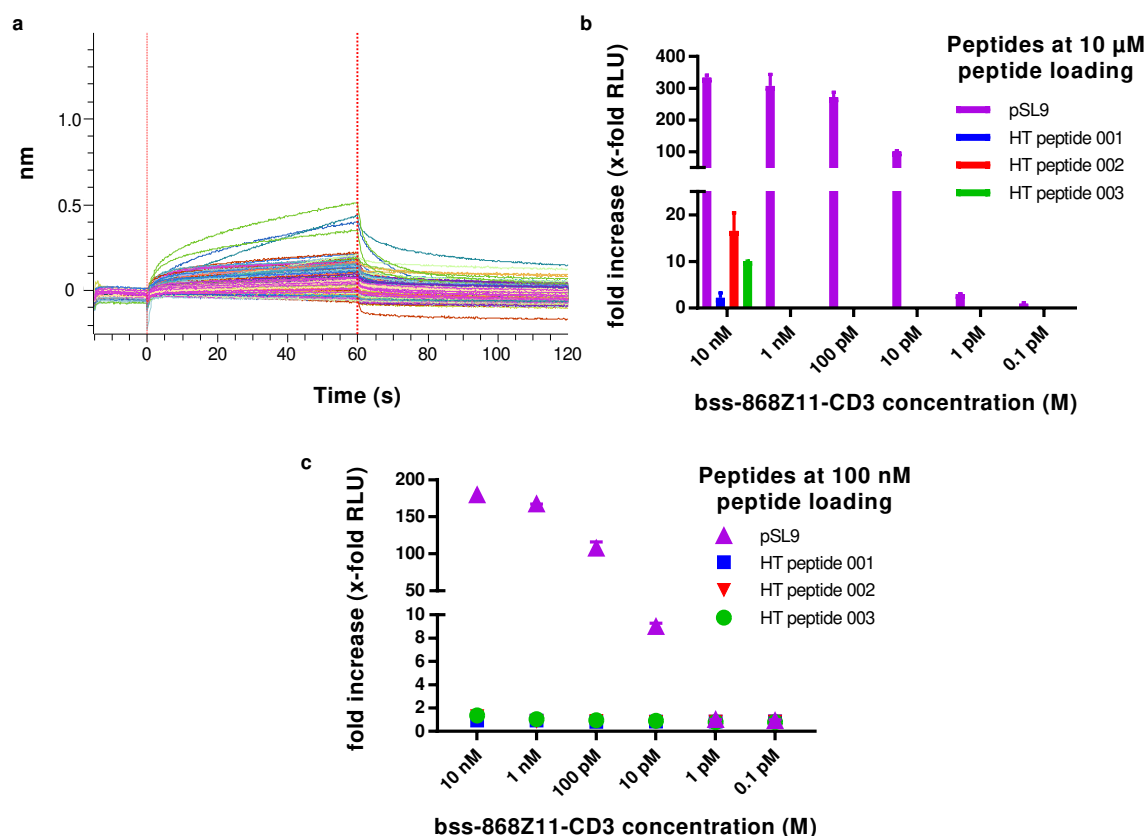 a
nm
1.0
0.5
0
0
20
40
60
80
100
120
Time (s)
b
Peptides at 10 μM
peptide loading
pSL9
HT peptide 001
HT peptide 002
HT peptide 003
fold increase (x-fold RLU)
400
300
200
100
20
10
0
10 nM
1 nM
100 pM
10 pM
1 pM
0.1 pM
bss-868Z11-CD3 concentration (M)
c
Peptides at 100 nM
peptide loading
pSL9
HT peptide 001
HT peptide 002
HT peptide 003
fold increase (x-fold RLU)
200
150
100
50
10
8
6
4
2
0
10 nM
1 nM
100 pM
10 pM
1 pM
0.1 pM
bss-868Z11-CD3 concentration (M)